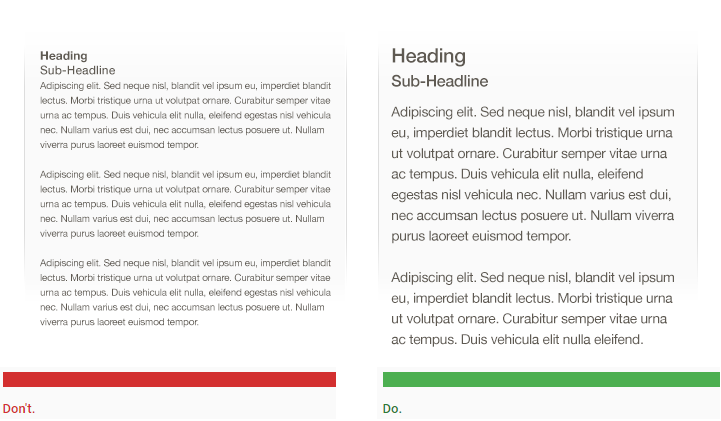 Heading
Sub-Headline
Adipiscing elit. Sed neque nisl, blandit vel ipsum eu, imperdiet blandit
lectus. Morbi tristique urna ut volutpat ornare. Curabitur semper vitae
urna ac tempus. Duis vehicula elit nulla, eleifend egestas nisl vehicula
nec. Nullam varius est dui, nec accumsan lectus posuere ut. Nullam
viverra purus laoreet euismod tempor.
Adipiscing elit. Sed neque nisl, blandit vel ipsum eu, imperdiet blandit
lectus. Morbi tristique urna ut volutpat ornare. Curabitur semper vitae
urna ac tempus. Duis vehicula elit nulla, eleifend egestas nisl vehicula
nec. Nullam varius est dui, nec accumsan lectus posuere ut. Nullam
viverra purus laoreet euismod tempor.
Adipiscing elit. Sed neque nisl, blandit vel ipsum eu, imperdiet blandit
lectus. Morbi tristique urna ut volutpat ornare. Curabitur semper vitae
urna ac tempus. Duis vehicula elit nulla, eleifend egestas nisl vehicula
nec. Nullam varius est dui, nec accumsan lectus posuere ut. Nullam
viverra purus laoreet euismod tempor.
Don't.
Heading
Sub-Headline
Adipiscing elit. Sed neque nisl, blandit vel ipsum
eu, imperdiet blandit lectus. Morbi tristique urna
ut volutpat ornare. Curabitur semper vitae urna
ac tempus. Duis vehicula elit nulla, eleifend
egestas nisl vehicula nec. Nullam varius est dui,
nec accumsan lectus posuere ut. Nullam viverra
purus laoreet euismod tempor.
Adipiscing elit. Sed neque nisl, blandit vel ipsum
eu, imperdiet blandit lectus. Morbi tristique urna
ut volutpat ornare. Curabitur semper vitae urna
ac tempus. Duis vehicula elit nulla eleifend.
Do.